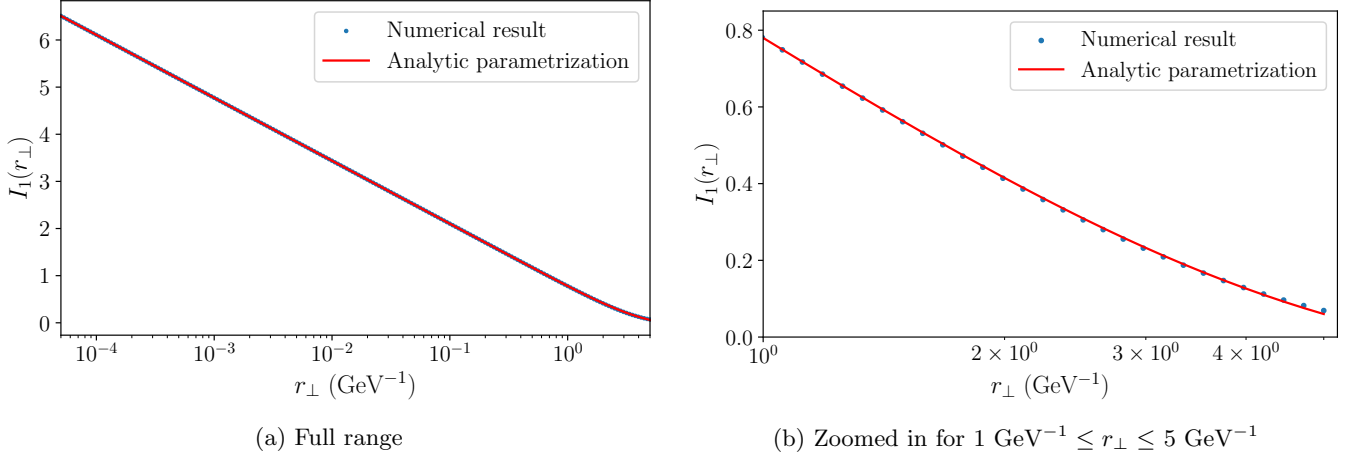 6
5
4
3
2
1
0
I₁(r⊥)
10⁻⁴
10⁻³
10⁻²
10⁻¹
10⁰
r⊥ (GeV⁻¹)
Numerical result
Analytic parametrization
(a) Full range
0.8
0.6
0.4
0.2
0.0
I₁(r⊥)
10⁰
2 × 10⁰
3 × 10⁰
4 × 10⁰
r⊥ (GeV⁻¹)
Numerical result
Analytic parametrization
(b) Zoomed in for 1 GeV⁻¹ ≤ r⊥ ≤ 5 GeV⁻¹